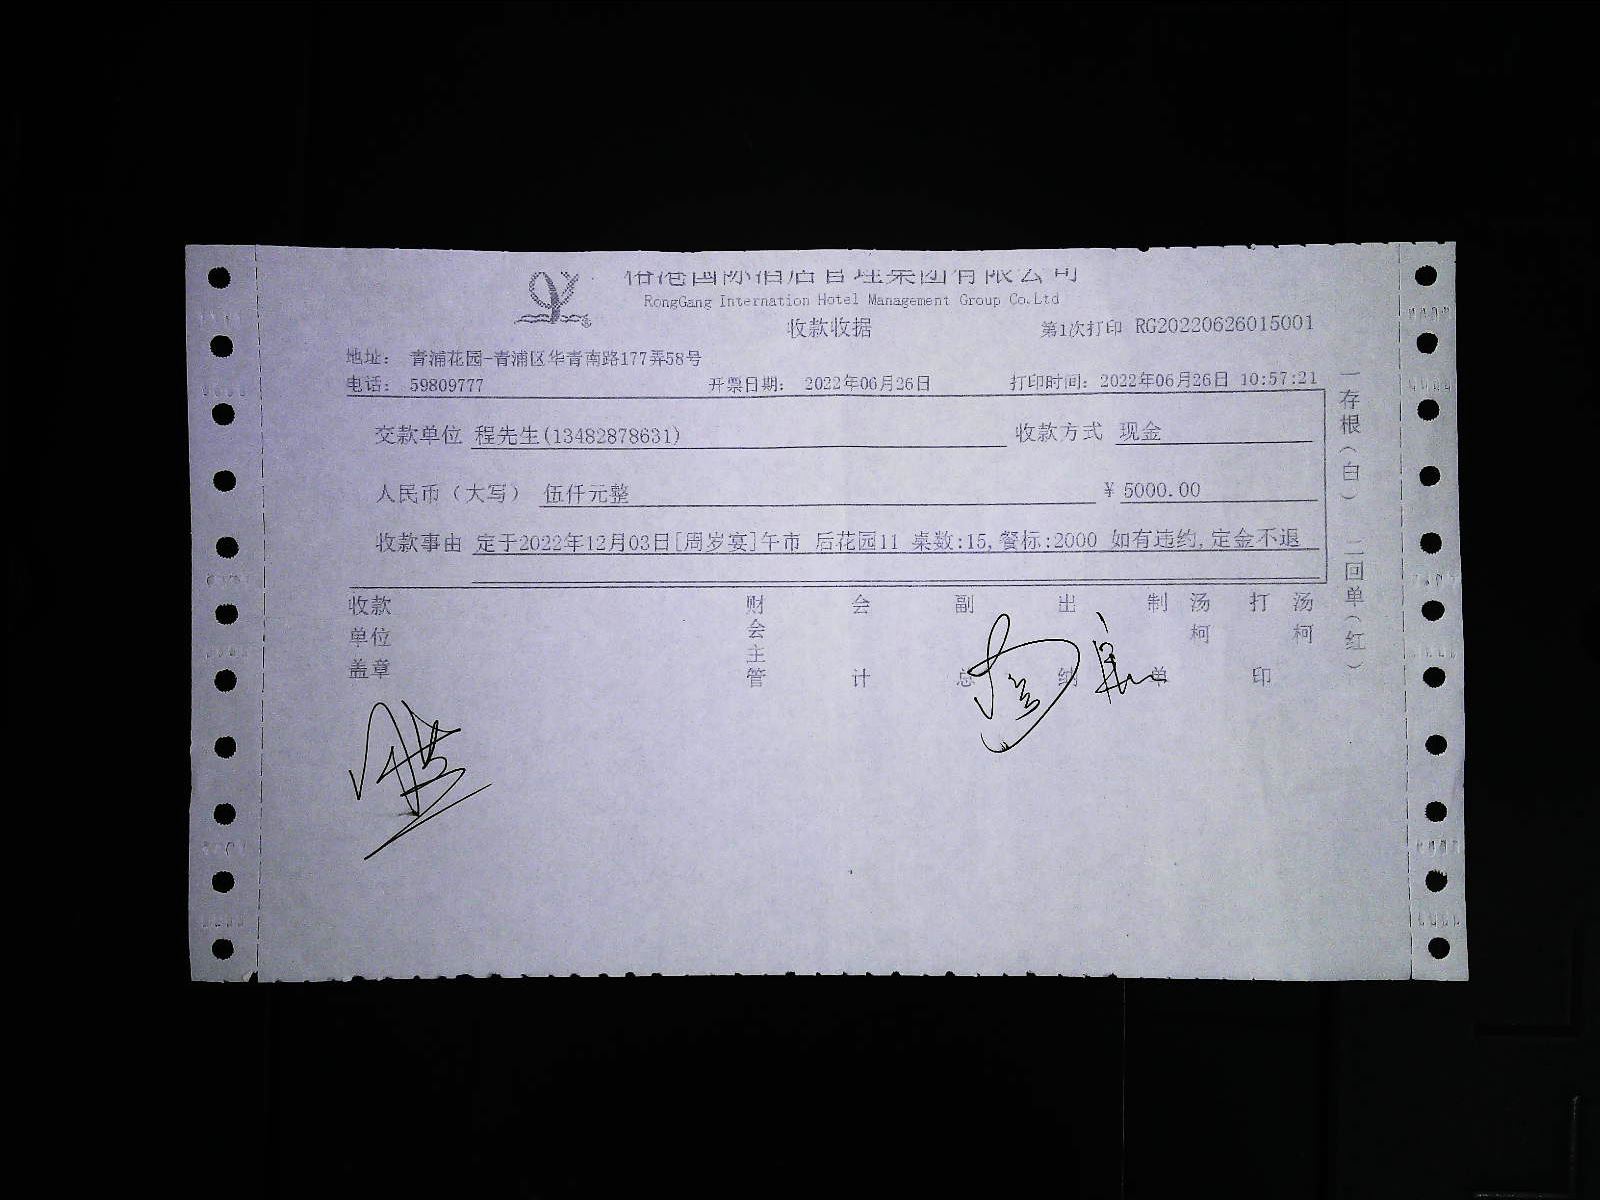 港国际酒店管理集团有限公司
RongGang Internation Hotel Management Group Co.Ltd
收款收据
第1次打印 RG20220626015001
地址： 青浦花园-青浦区华青南路177弄58号
电话： 59809777 开票日期： 2022年06月26日 打印时间：2022年06月26日 10:57:21
交款单位 程先生(13482878631) 收款方式 现金
人民币（大写） 伍仟元整 ¥ 5000.00
收款事由 定于2022年12月03日[周岁宴]午市 后花园11 桌数:15,餐标:2000 如有违约,定金不退
收款单位盖章 财会主管 会计 副总 出纳 制单 汤柯 打印 汤柯
一存根（白） 二回单（红）